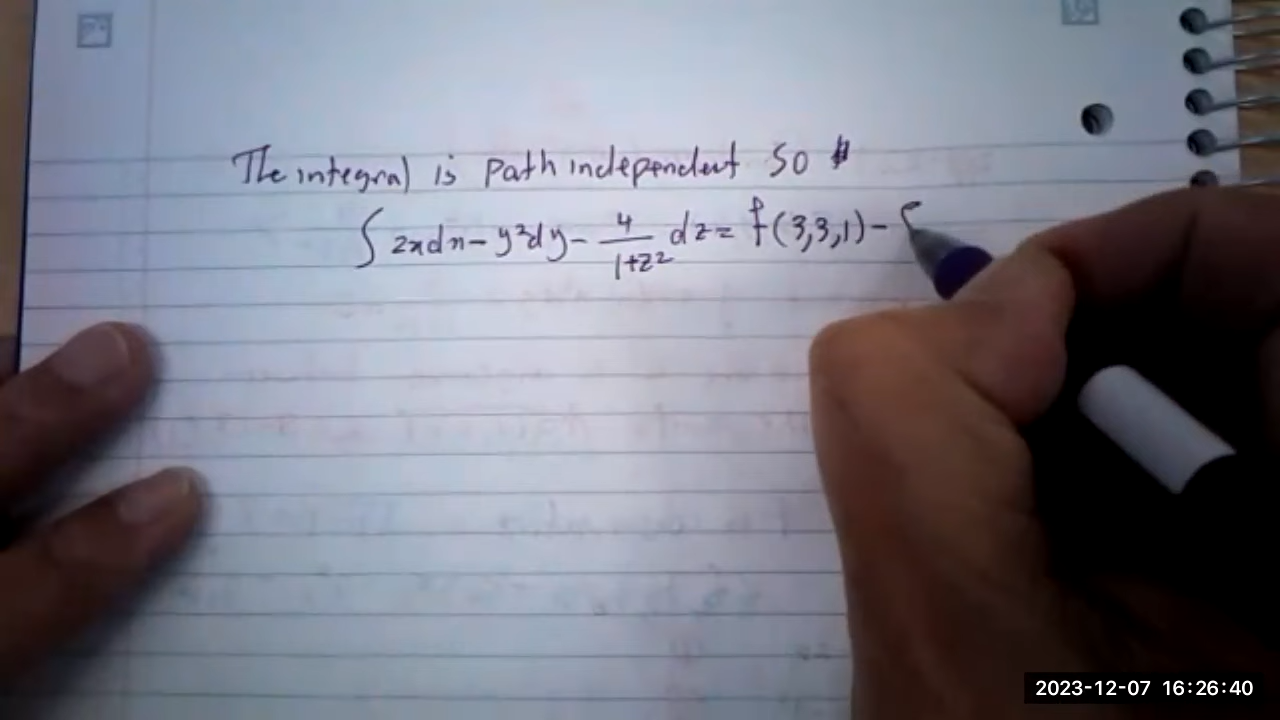 The integral is path independent so
∫ 2xdx - y²dy - 4/(1+z²) dz = f(3,3,1) - f
2023-12-07 16:26:40